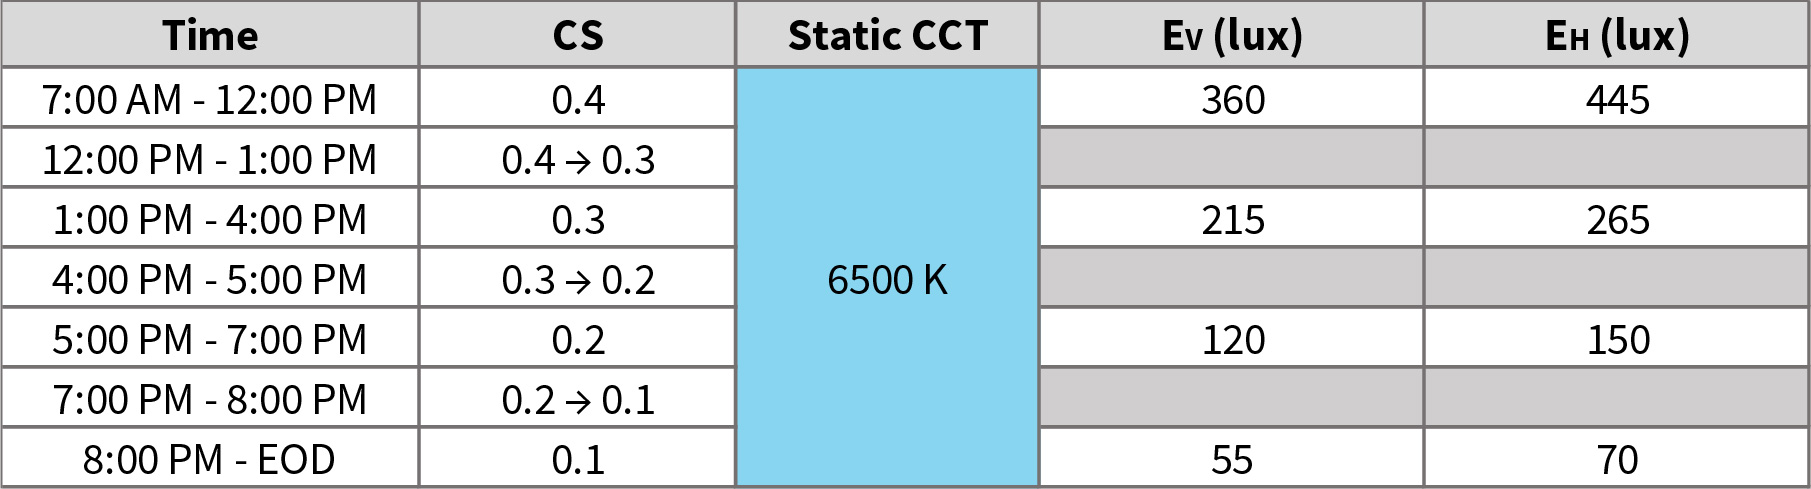 Time CS Static CCT EV (lux) EH (lux)
7:00 AM - 12:00 PM 0.4 360 445
12:00 PM - 1:00 PM 0.4 → 0.3
1:00 PM - 4:00 PM 0.3 215 265
4:00 PM - 5:00 PM 0.3 → 0.2 6500 K
5:00 PM - 7:00 PM 0.2 120 150
7:00 PM - 8:00 PM 0.2 → 0.1
8:00 PM - EOD 0.1 55 70